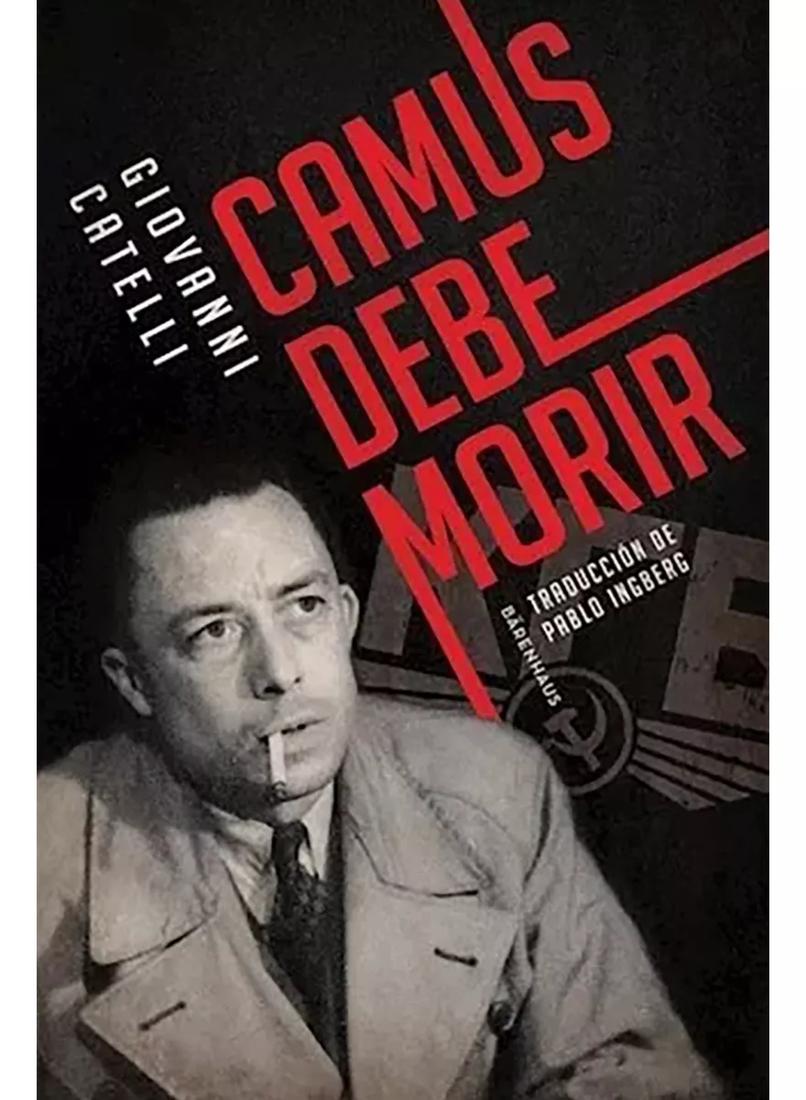 GIOVANNI
CATELLI
CAMUS
DEBE
MORIR
TRADUCCIÓN DE
PABLO INGBERG
BÄRENHAUS